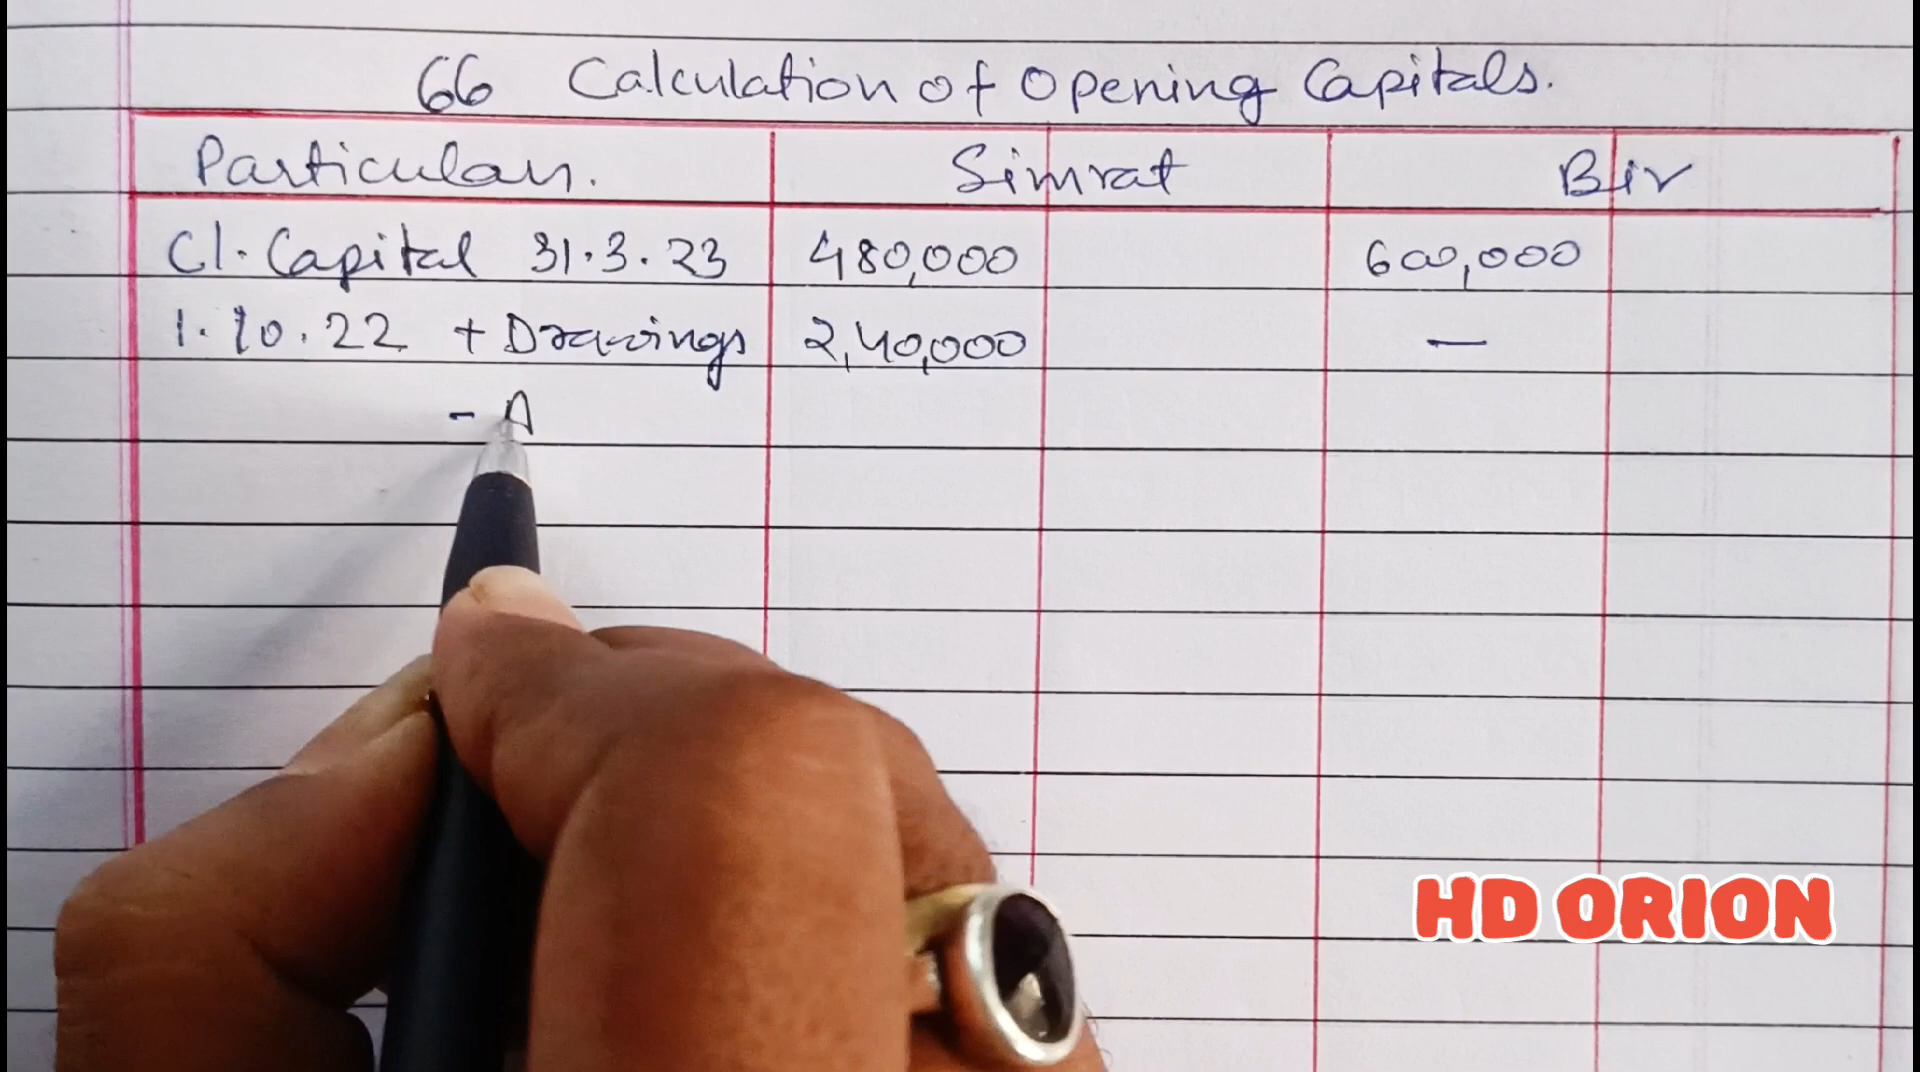 66 Calculation of Opening Capitals.
Particulars. Simrat Bir
Cl. Capital 31.3.23 480,000 600,000
1.10.22 + Drawings 2,40,000 —
- A
HD ORION